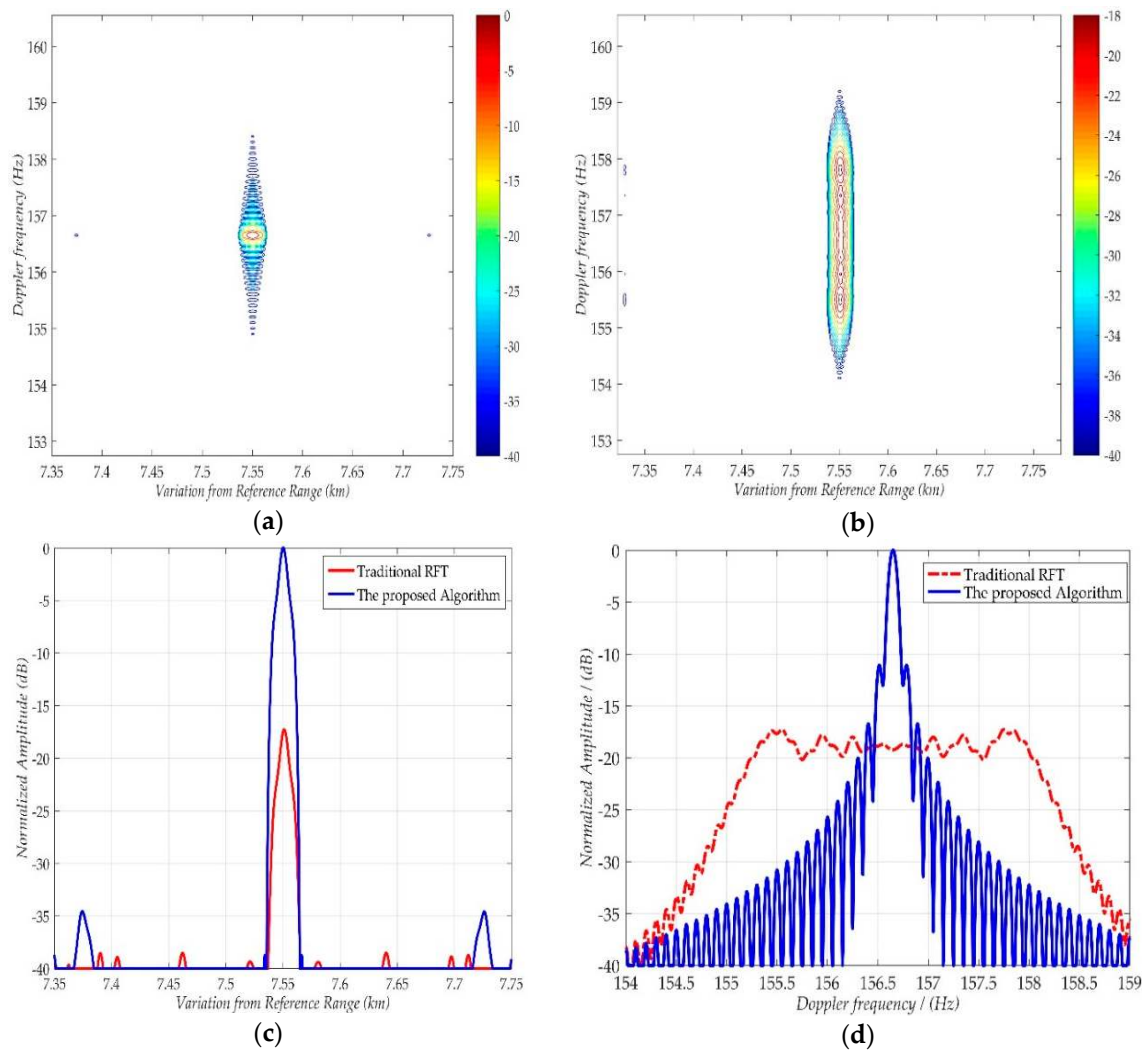 160
159
158
157
156
155
154
153
Doppler frequency (Hz)
7.35 7.4 7.45 7.5 7.55 7.6 7.65 7.7 7.75
Variation from Reference Range (km)
0
-5
-10
-15
-20
-25
-30
-35
-40
(a)
160
159
158
157
156
155
154
153
Doppler frequency (Hz)
7.35 7.4 7.45 7.5 7.55 7.6 7.65 7.7 7.75
Variation from Reference Range (km)
-18
-20
-22
-24
-26
-28
-30
-32
-34
-36
-38
-40
(b)
Traditional RFT
The proposed Algorithm
0
-5
-10
-15
-20
-25
-30
-35
-40
Normalized Amplitude (dB)
7.35 7.4 7.45 7.5 7.55 7.6 7.65 7.7 7.75
Variation from Reference Range (km)
(c)
Traditional RFT
The proposed Algorithm
0
-5
-10
-15
-20
-25
-30
-35
-40
Normalized Amplitude / (dB)
154 154.5 155 155.5 156 156.5 157 157.5 158 158.5 159
Doppler frequency / (Hz)
(d)